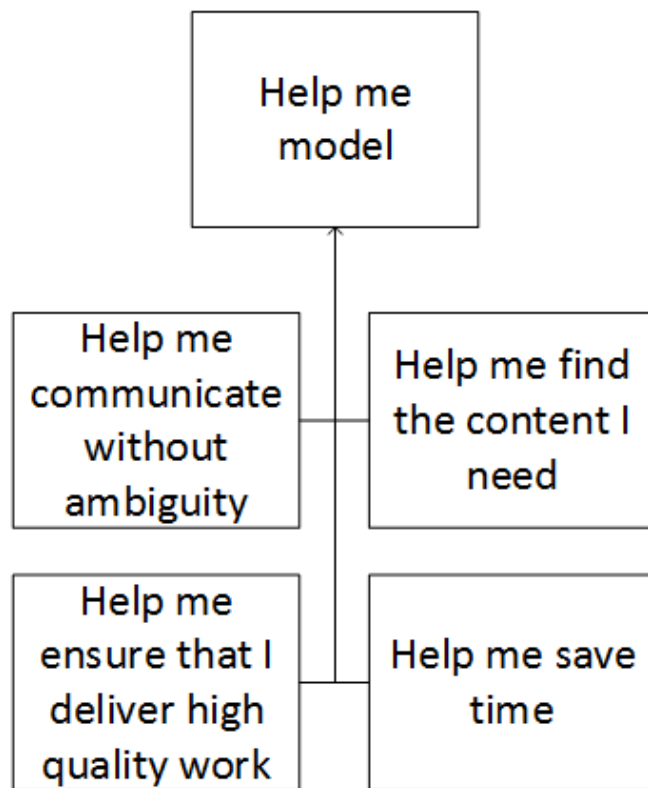 Help me
model
Help me
communicate
without
ambiguity
Help me find
the content I
need
Help me
ensure that I
deliver high
quality work
Help me save
time